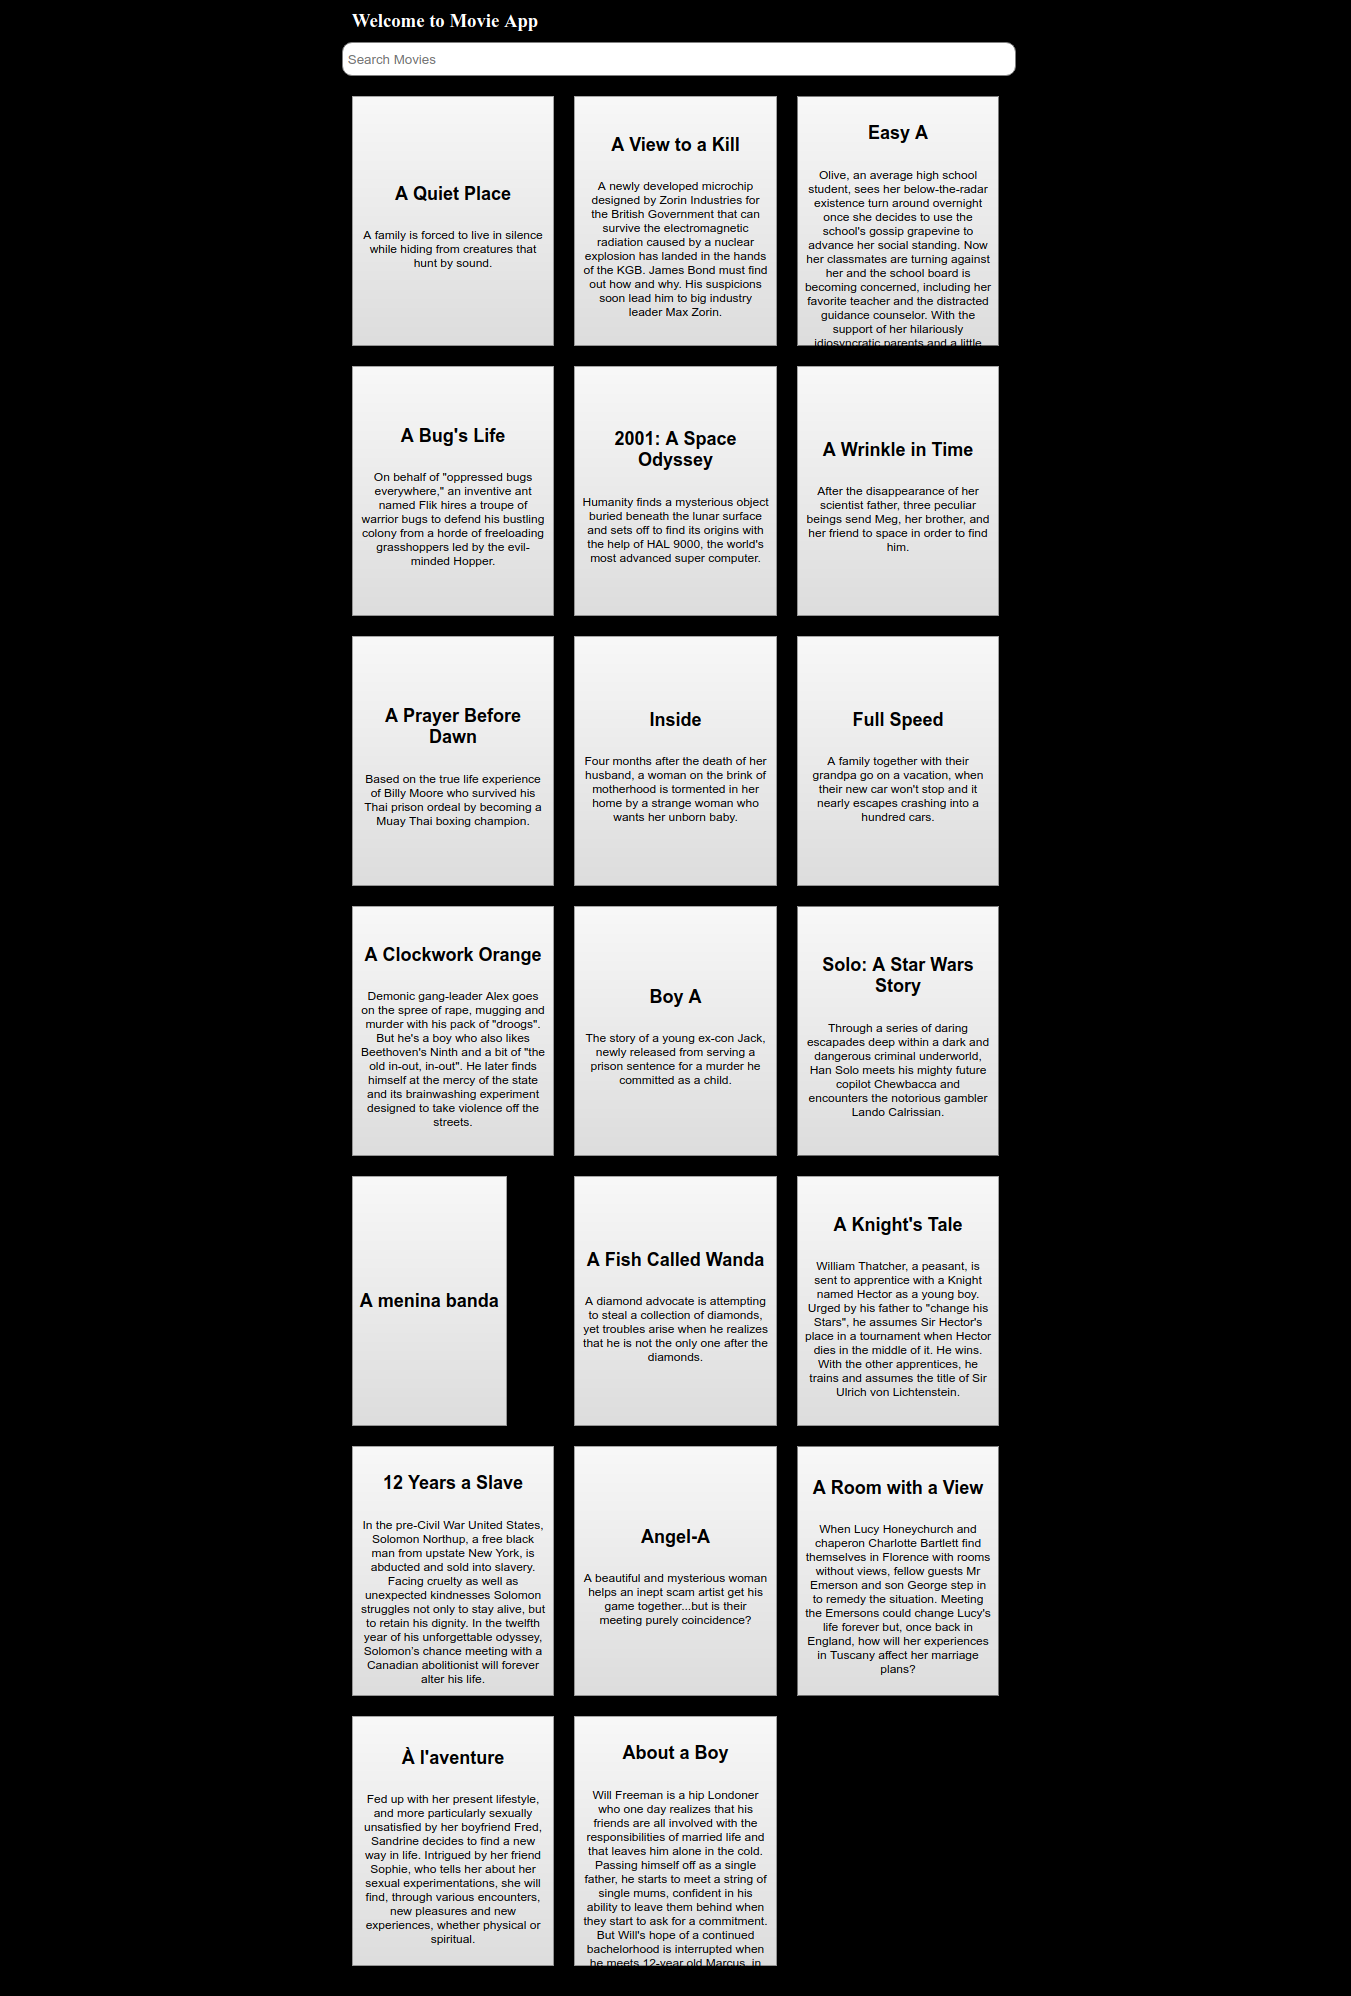 Welcome to Movie App
Search Movies
A Quiet Place
A family is forced to live in silence
while hiding from creatures that
hunt by sound.
A View to a Kill
A newly developed microchip
designed by Zorin Industries for
the British Government that can
survive the electromagnetic
radiation caused by a nuclear
explosion has landed in the hands
of the KGB. James Bond must find
out how and why. His suspicions
soon lead him to big industry
leader Max Zorin.
Easy A
Olive, an average high school
student, sees her below-the-radar
existence turn around overnight
once she decides to use the
school's gossip grapevine to
advance her social standing. Now
her classmates are turning against
her and the school board is
becoming concerned, including her
favorite teacher and the distracted
guidance counselor. With the
support of her hilariously
idiosyncratic parents and a little
A Bug's Life
On behalf of "oppressed bugs
everywhere," an inventive ant
named Flik hires a troupe of
warrior bugs to defend his bustling
colony from a horde of freeloading
grasshoppers led by the evil-
minded Hopper.
2001: A Space
Odyssey
Humanity finds a mysterious object
buried beneath the lunar surface
and sets off to find its origins with
the help of HAL 9000, the world's
most advanced super computer.
A Wrinkle in Time
After the disappearance of her
scientist father, three peculiar
beings send Meg, her brother, and
her friend to space in order to find
him.
A Prayer Before
Dawn
Based on the true life experience
of Billy Moore who survived his
Thai prison ordeal by becoming a
Muay Thai boxing champion.
Inside
Four months after the death of her
husband, a woman on the brink of
motherhood is tormented in her
home by a strange woman who
wants her unborn baby.
Full Speed
A family together with their
grandpa go on a vacation, when
their new car won't stop and it
nearly escapes crashing into a
hundred cars.
A Clockwork Orange
Demonic gang-leader Alex goes
on the spree of rape, mugging and
murder with his pack of "droogs".
But he's a boy who also likes
Beethoven's Ninth and a bit of "the
old in-out, in-out". He later finds
himself at the mercy of the state
and its brainwashing experiment
designed to take violence off the
streets.
Boy A
The story of a young ex-con Jack,
newly released from serving a
prison sentence for a murder he
committed as a child.
Solo: A Star Wars
Story
Through a series of daring
escapades deep within a dark and
dangerous criminal underworld,
Han Solo meets his mighty future
copilot Chewbacca and
encounters the notorious gambler
Lando Calrissian.
A menina banda
A Fish Called Wanda
A diamond advocate is attempting
to steal a collection of diamonds,
yet troubles arise when he realizes
that he is not the only one after the
diamonds.
A Knight's Tale
William Thatcher, a peasant, is
sent to apprentice with a Knight
named Hector as a young boy.
Urged by his father to "change his
Stars", he assumes Sir Hector's
place in a tournament when Hector
dies in the middle of it. He wins.
With the other apprentices, he
trains and assumes the title of Sir
Ulrich von Lichtenstein.
12 Years a Slave
In the pre-Civil War United States,
Solomon Northup, a free black
man from upstate New York, is
abducted and sold into slavery.
Facing cruelty as well as
unexpected kindnesses Solomon
struggles not only to stay alive, but
to retain his dignity. In the twelfth
year of his unforgettable odyssey,
Solomon's chance meeting with a
Canadian abolitionist will forever
alter his life.
Angel-A
A beautiful and mysterious woman
helps an inept scam artist get his
game together...but is their
meeting purely coincidence?
A Room with a View
When Lucy Honeychurch and
chaperon Charlotte Bartlett find
themselves in Florence with rooms
without views, fellow guests Mr
Emerson and son George step in
to remedy the situation. Meeting
the Emersons could change Lucy's
life forever but, once back in
England, how will her experiences
in Tuscany affect her marriage
plans?
À l'aventure
Fed up with her present lifestyle,
and more particularly sexually
unsatisfied by her boyfriend Fred,
Sandrine decides to find a new
way in life. Intrigued by her friend
Sophie, who tells her about her
sexual experimentations, she will
find, through various encounters,
new pleasures and new
experiences, whether physical or
spiritual.
About a Boy
Will Freeman is a hip Londoner
who one day realizes that his
friends are all involved with the
responsibilities of married life and
that leaves him alone in the cold.
Passing himself off as a single
father, he starts to meet a string of
single mums, confident in his
ability to leave them behind when
they start to ask for a commitment.
But Will's hope of a continued
bachelorhood is interrupted when
he meets 12-year old Marcus, in